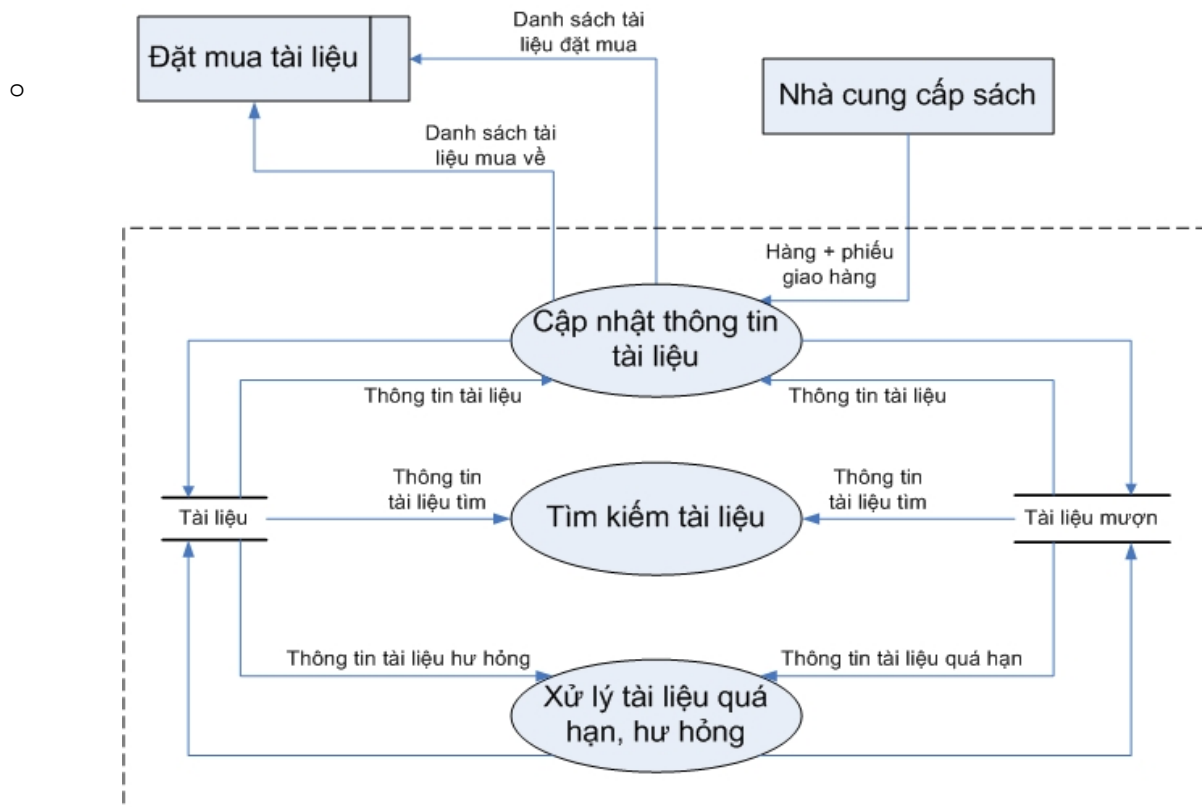 Danh sách tài
liệu đặt mua
Đặt mua tài liệu
Nhà cung cấp sách
Danh sách tài
liệu mua về
Hàng + phiếu
giao hàng
Cập nhật thông tin
tài liệu
Thông tin tài liệu
Thông tin tài liệu
Thông tin
tài liệu tìm
Thông tin
tài liệu tìm
Tài liệu
Tìm kiếm tài liệu
Tài liệu mượn
Thông tin tài liệu hư hỏng
Thông tin tài liệu quá hạn
Xử lý tài liệu quá
hạn, hư hỏng